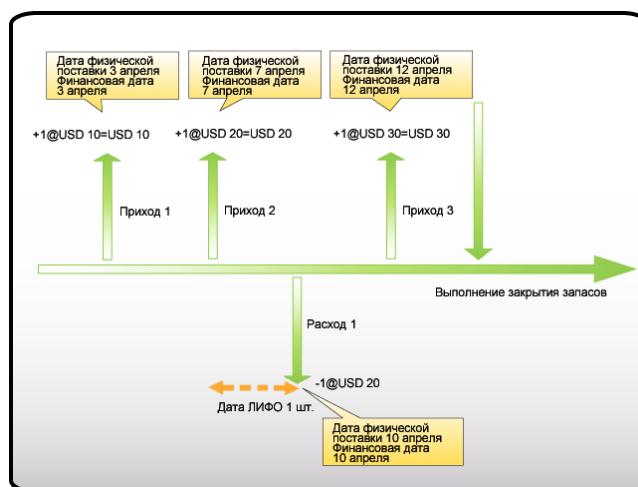 Дата физической
поставки 3 апреля
Финансовая дата
3 апреля
Дата физической
поставки 7 апреля
Финансовая дата
7 апреля
Дата физической
поставки 12 апреля
Финансовая дата
12 апреля
+1@USD 10=USD 10
+1@USD 20=USD 20
+1@USD 30=USD 30
Приход 1
Приход 2
Приход 3
Выполнение закрытия запасов
Расход 1
-1@USD 20
Дата ЛИФО 1 шт.
Дата физической
поставки 10 апреля
Финансовая дата
10 апреля